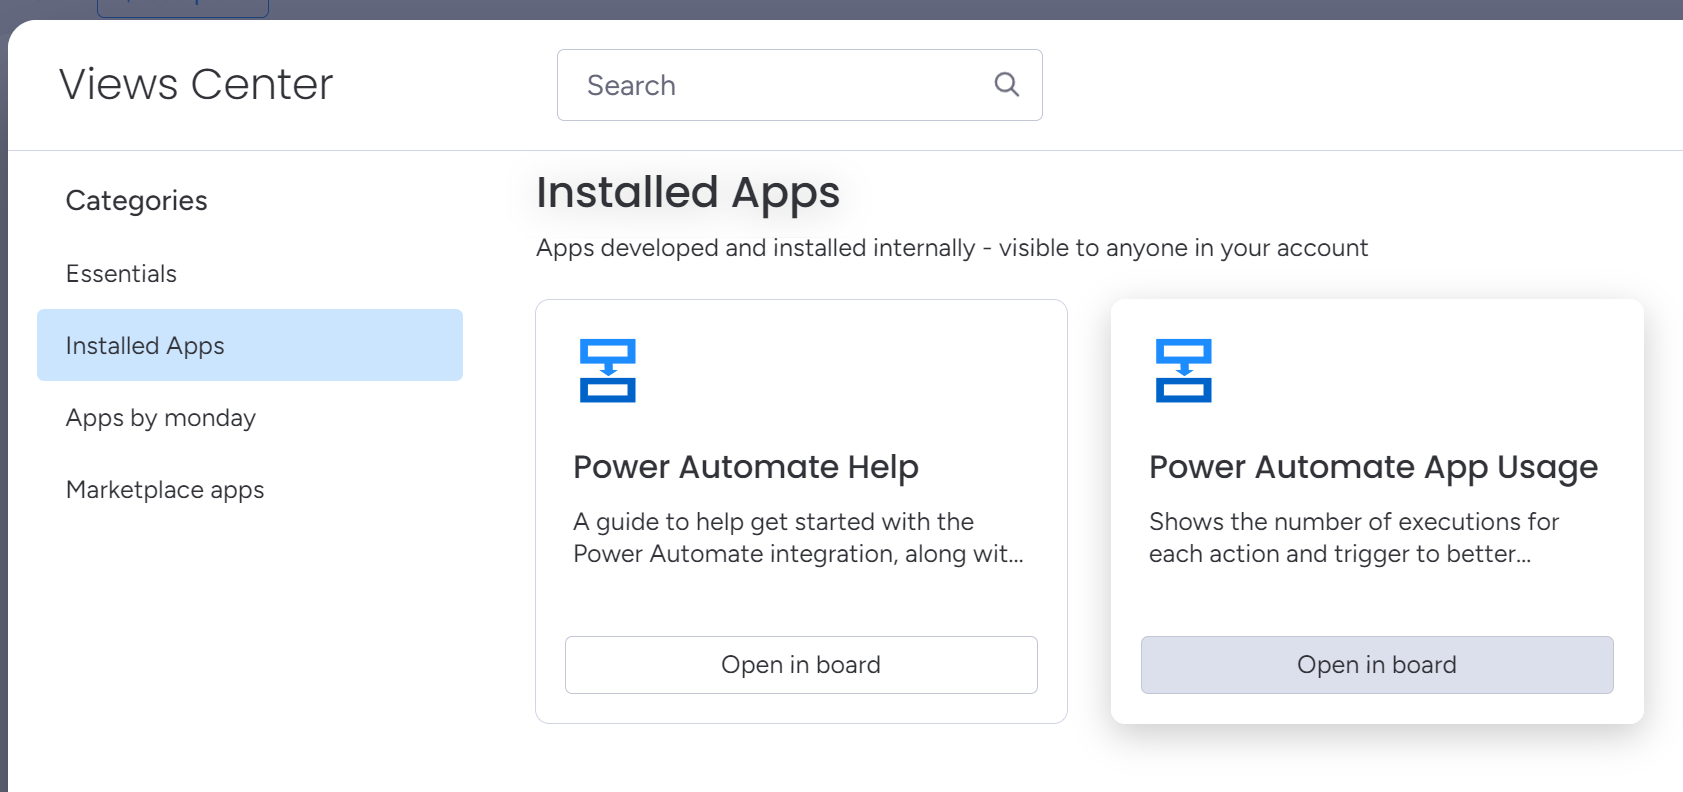 Views Center
Search
Categories
Essentials
Installed Apps
Apps by monday
Marketplace apps
Installed Apps
Apps developed and installed internally - visible to anyone in your account
Power Automate Help
A guide to help get started with the
Power Automate integration, along wit...
Open in board
Power Automate App Usage
Shows the number of executions for
each action and trigger to better...
Open in board